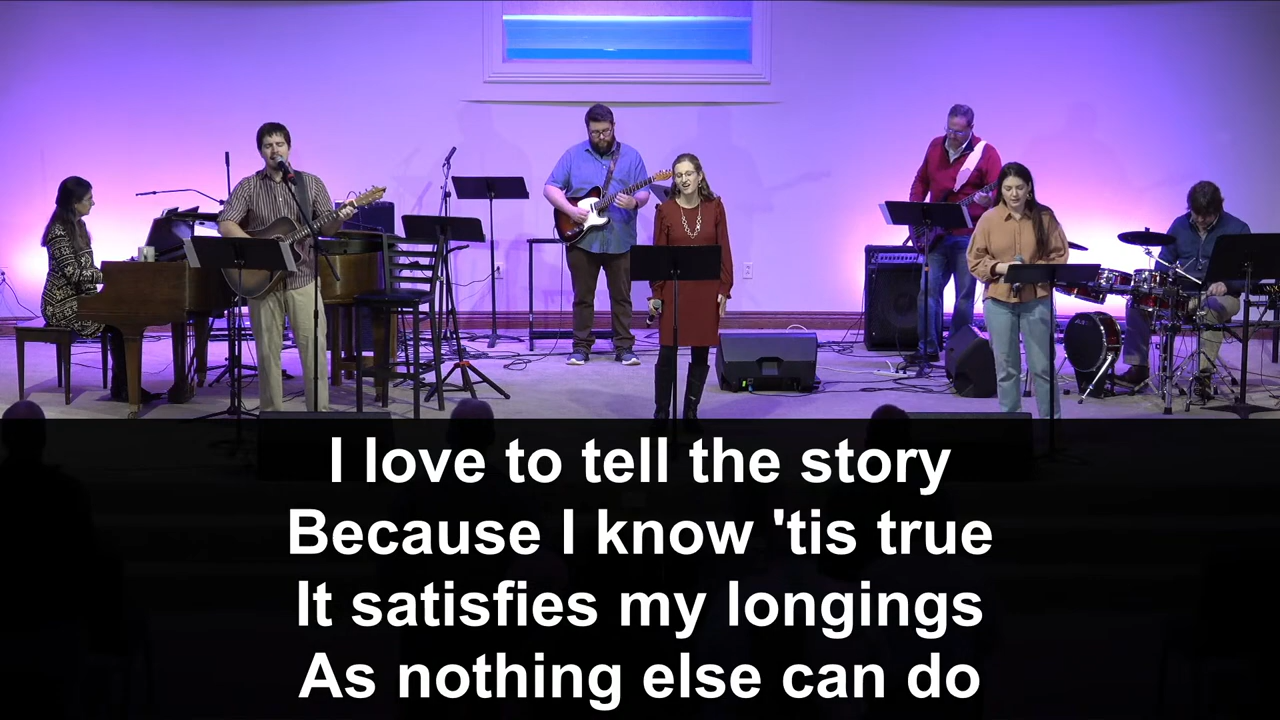 I love to tell the story
Because I know 'tis true
It satisfies my longings
As nothing else can do